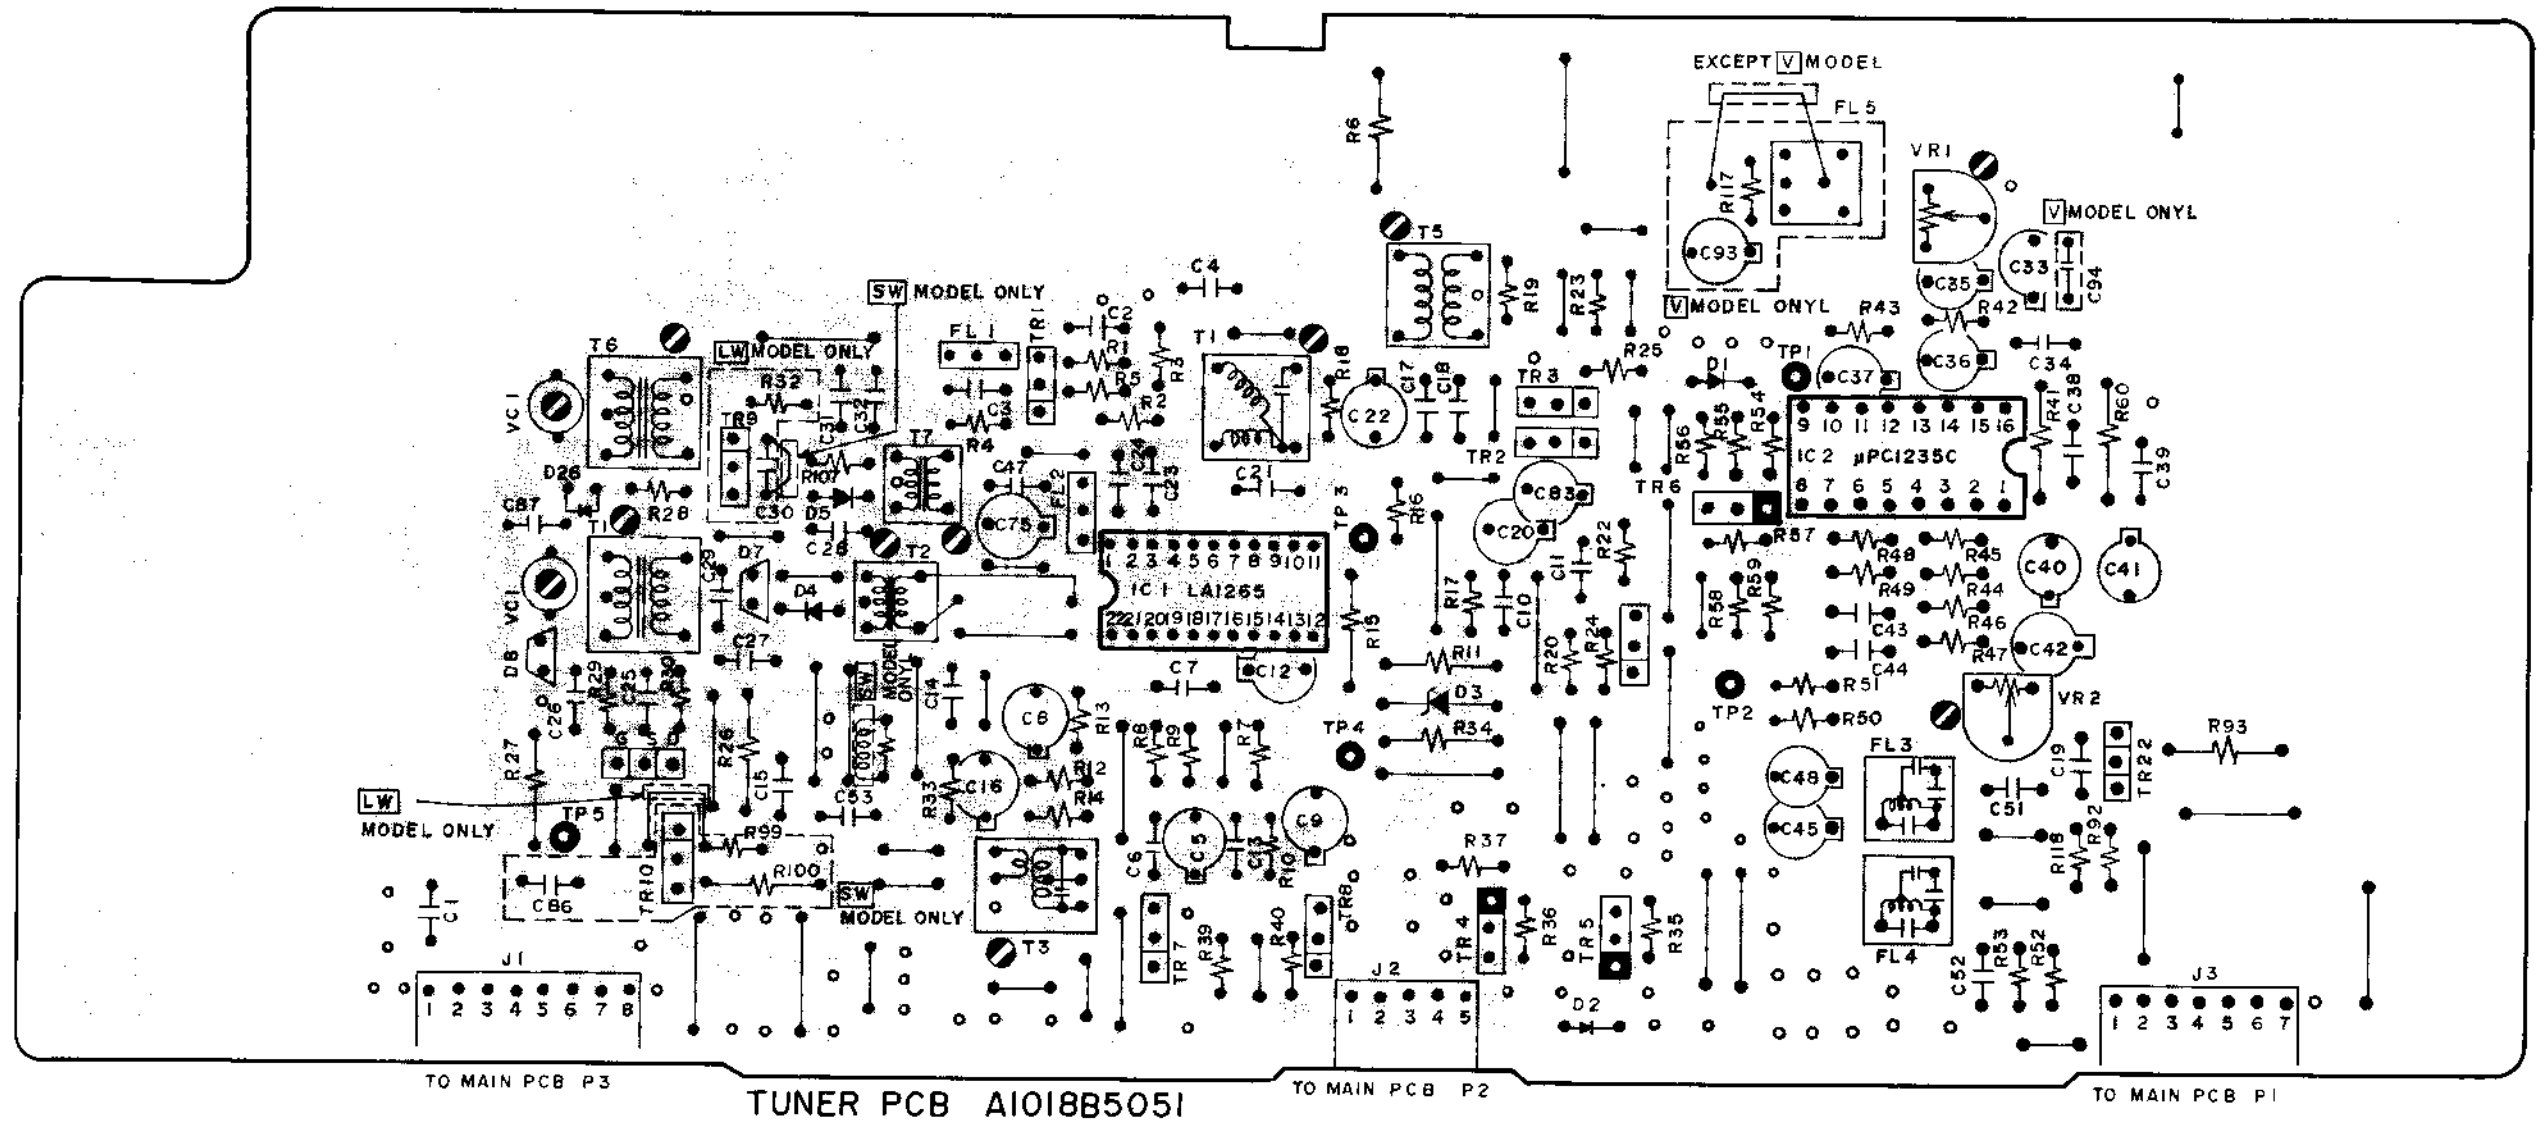 EXCEPT V MODEL
FL5
R6
R117
VR1
V MODEL ONYL
C93
C33
C94
C35
V MODEL ONYL
T5
R19
R23
C4
SW MODEL ONLY
R43
R42
C2
FL1
TR1
R1
T1
R18
R25
D1
TP1
C37
C36
C34
T6
LW MODEL ONLY
R32
C31
C32
R5
R3
R2
C3
R4
C22
C17
C18
TR3
TR2
R56
R55
R54
9 10 11 12 13 14 15 16
IC2 μPC1235C
8 7 6 5 4 3 2 1
R41
C38
R60
C39
VC1
TR9
T7
R107
C47
C24
C23
C21
FL2
TP3
R16
C83
C20
TR6
D26
C87
R28
D5
C30
C28
C75
T1
D7
C29
T2
D4
1 2 3 4 5 6 7 8 9 10 11
IC1 LA1265
22 21 20 19 18 17 16 15 14 13 12
R15
R17
C10
C11
R22
R57
R48
R45
R49
R44
R46
C43
R47
C44
C40
C41
C42
R58
R59
VC1
D8
C27
C7
C12
R11
R20
R24
R29
C25
R30
C26
SW MODEL ONYL
C14
D3
R51
TP2
R50
VR2
G S D
R27
R26
C8
R13
R8
R9
R7
TP4
R34
FL3
C19
TR22
R93
C15
C53
R33
C16
R12
R14
C48
C45
C51
R92
R118
LW
MODEL ONLY
TP5
R99
R100
C86
TR10
C1
SW
MODEL ONLY
T3
C6
C5
C13
R10
C9
R37
TR8
TR7
R39
R40
TR4
R36
TR5
R35
FL4
C52
R53
R52
D2
J1
1 2 3 4 5 6 7 8
J2
1 2 3 4 5
J3
1 2 3 4 5 6 7
TO MAIN PCB P3
TO MAIN PCB P2
TO MAIN PCB P1
TUNER PCB A1018B5051